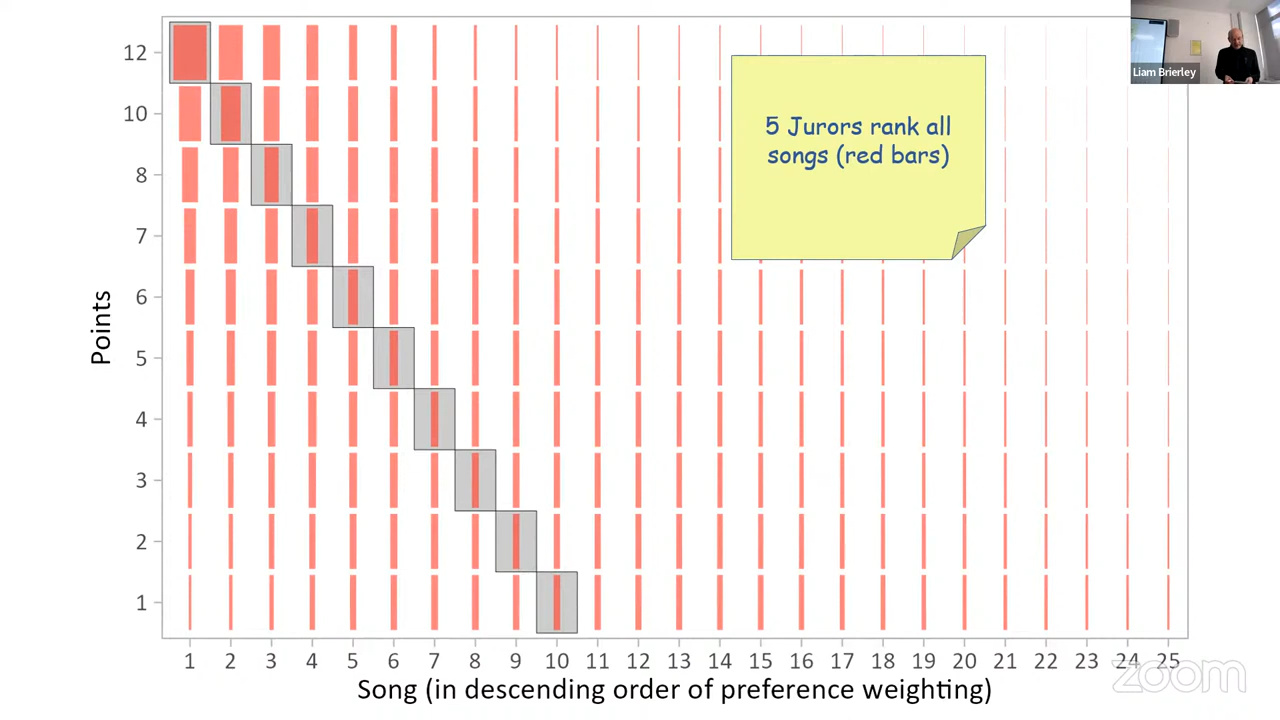 Liam Brierley
5 Jurors rank all
songs (red bars)
Points
12
10
8
7
6
5
4
3
2
1
1 2 3 4 5 6 7 8 9 10 11 12 13 14 15 16 17 18 19 20 21 22 23 24 25
Song (in descending order of preference weighting)
zoom